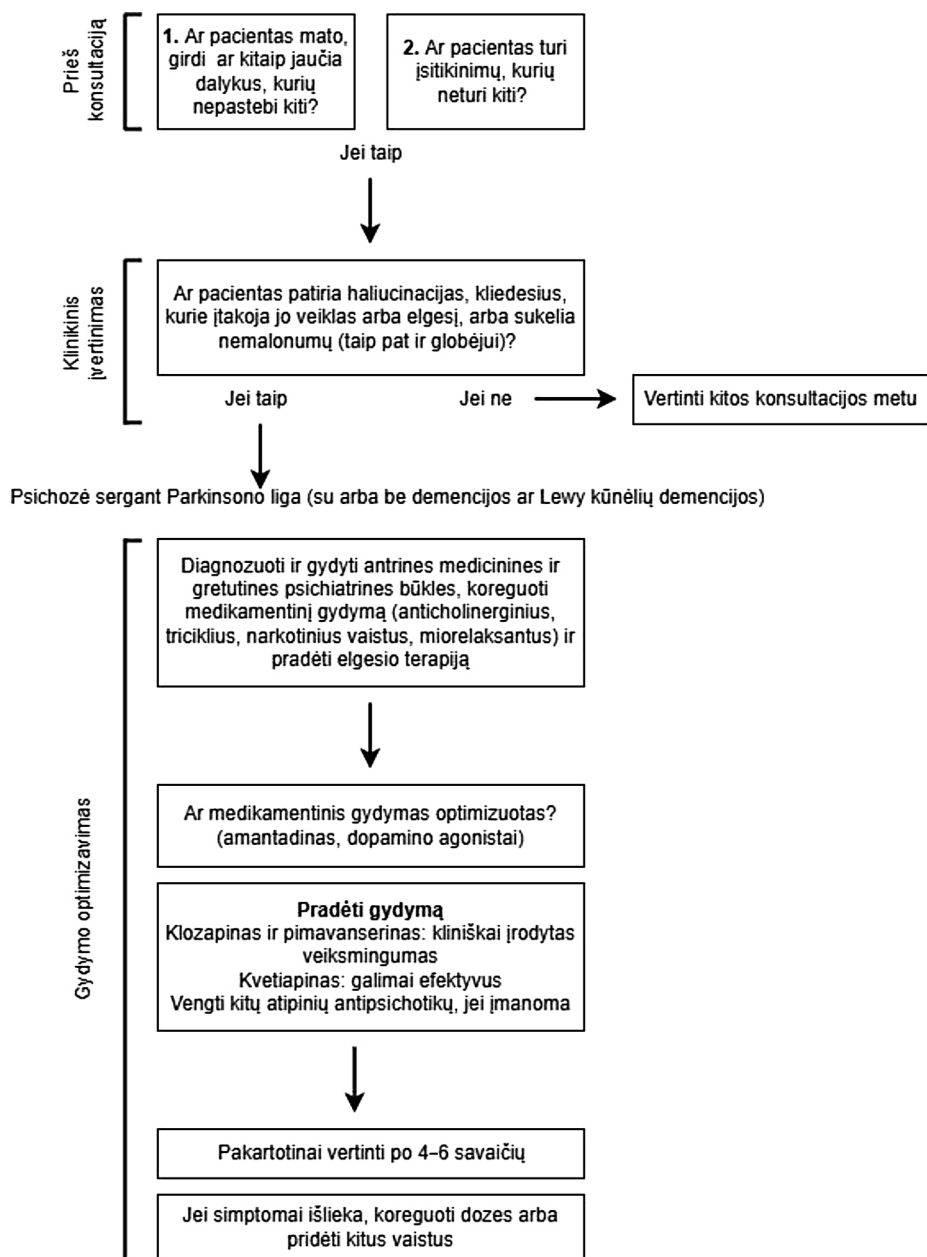 Prieš
konsultaciją
1. Ar pacientas mato,
girdi ar kitaip jaučia
dalykus, kurių
nepastebi kiti?
2. Ar pacientas turi
įsitikinimų, kurių
neturi kiti?
Jei taip
Klinikinis
įvertinimas
Ar pacientas patiria haliucinacijas, kliedesius,
kurie įtakoja jo veiklas arba elgesį, arba sukelia
nemalonumų (taip pat ir globėjui)?
Jei taip
Jei ne
Vertinti kitos konsultacijos metu
Psichozė sergant Parkinsono liga (su arba be demencijos ar Lewy kūnėlių demencijos)
Gydymo optimizavimas
Diagnozuoti ir gydyti antrines medicinines ir
gretutines psichiatrines būkles, koreguoti
medikamentinį gydymą (anticholinerginius,
triciklius, narkotinius vaistus, miorelaksantus) ir
pradėti elgesio terapiją
Ar medikamentinis gydymas optimizuotas?
(amantadinas, dopamino agonistai)
Pradėti gydymą
Klozapinas ir pimavanserinas: kliniškai įrodytas
veiksmingumas
Kvetiapinas: galimai efektyvus
Vengti kitų atipinių antipsichotikų, jei įmanoma
Pakartotinai vertinti po 4–6 savaičių
Jei simptomai išlieka, koreguoti dozes arba
pridėti kitus vaistus